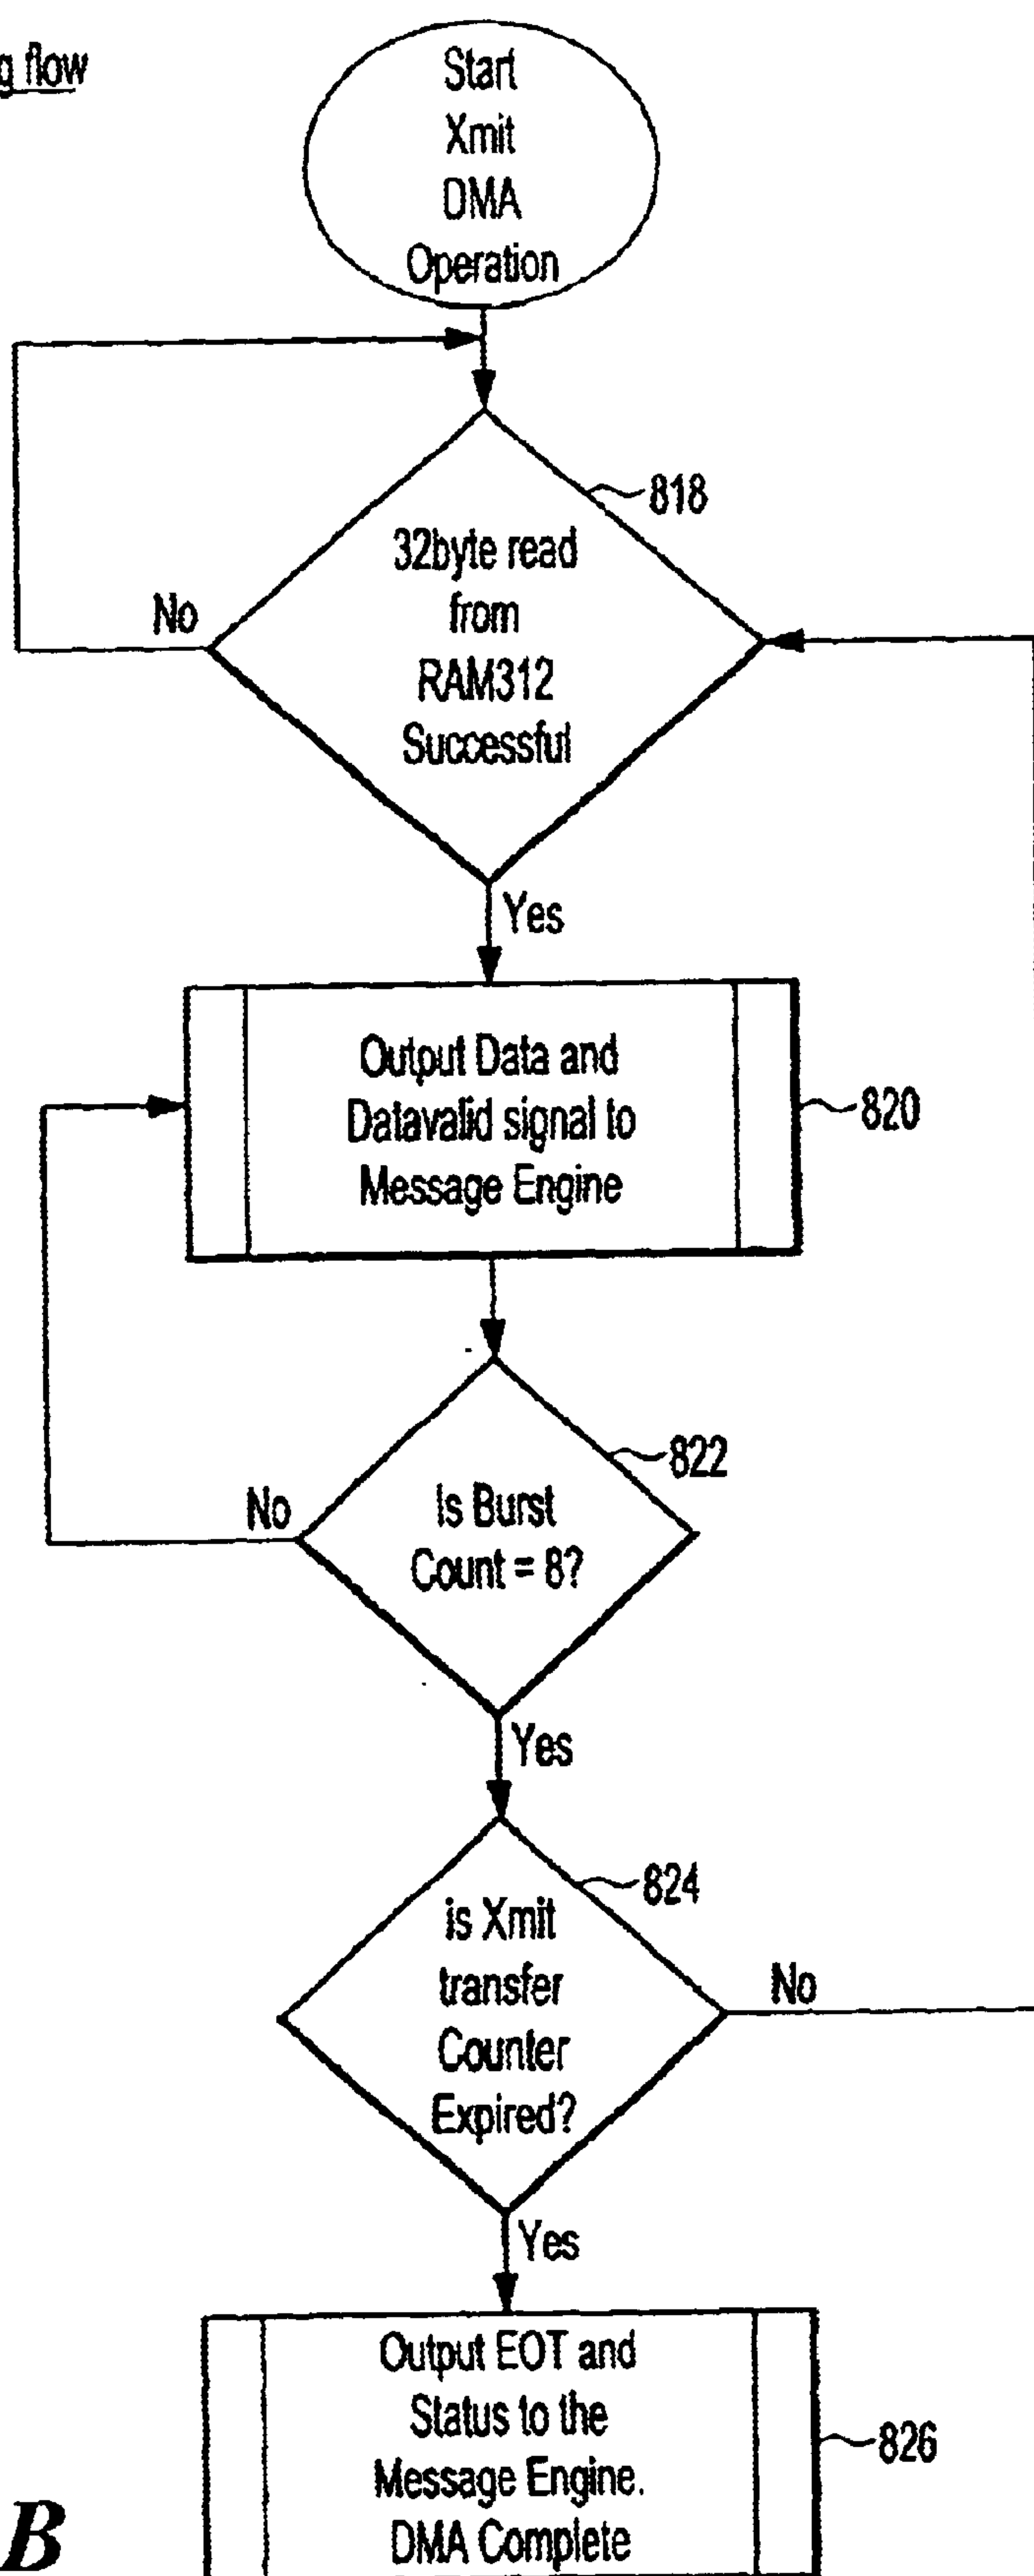 g flow
Start
Xmit
DMA
Operation
818
32byte read
from
RAM312
Successful
No
Yes
Output Data and
Datavalid signal to
Message Engine
820
822
Is Burst
Count = 8?
No
Yes
824
is Xmit
transfer
Counter
Expired?
No
Yes
Output EOT and
Status to the
Message Engine.
DMA Complete
826
B